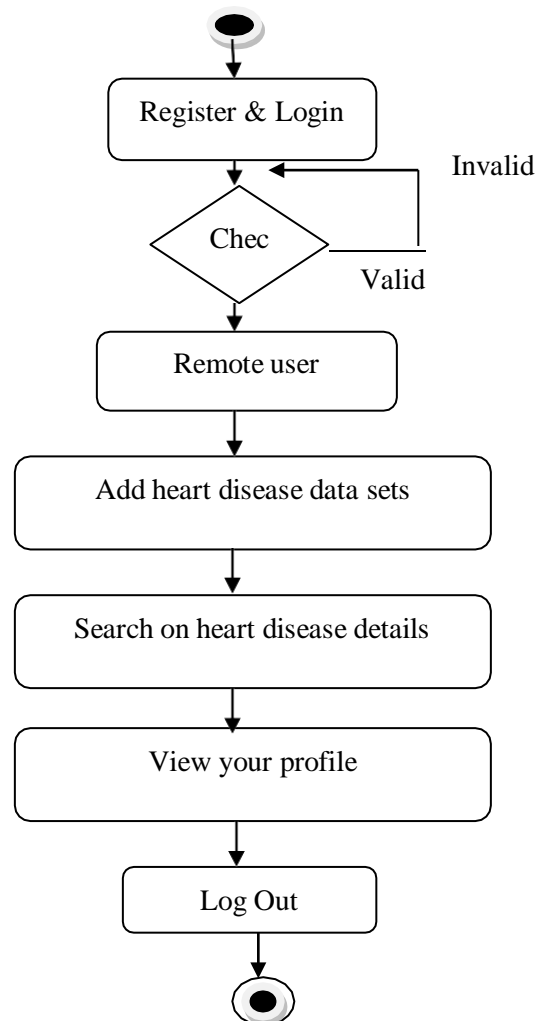 Register & Login
Invalid
Chec
Valid
Remote user
Add heart disease data sets
Search on heart disease details
View your profile
Log Out